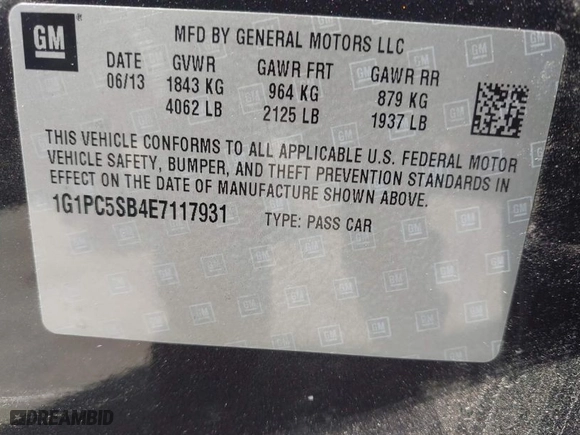 GM
MFD BY GENERAL MOTORS LLC
DATE GVWR GAWR FRT GAWR RR
06/13 1843 KG 964 KG 879 KG
4062 LB 2125 LB 1937 LB
THIS VEHICLE CONFORMS TO ALL APPLICABLE U.S. FEDERAL MOTOR
VEHICLE SAFETY, BUMPER, AND THEFT PREVENTION STANDARDS IN
EFFECT ON THE DATE OF MANUFACTURE SHOWN ABOVE.
1G1PC5SB4E7117931 TYPE: PASS CAR
DREAMBID